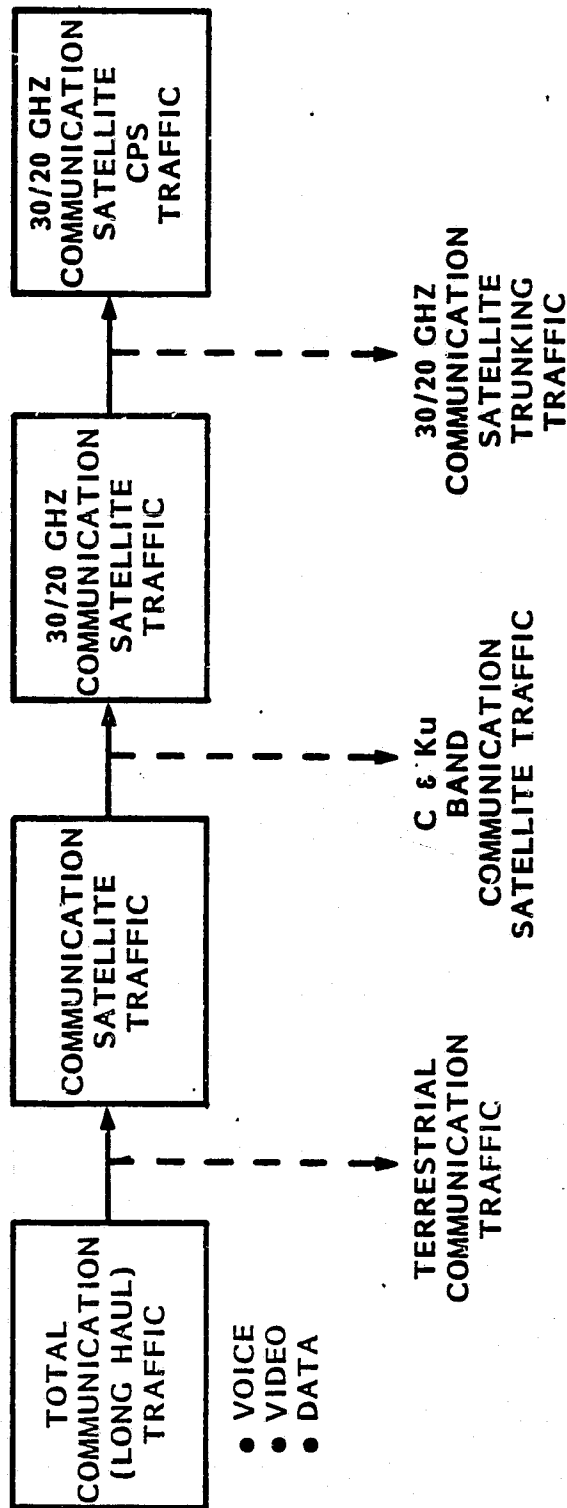 TOTAL
COMMUNICATION
(LONG HAUL)
TRAFFIC
• VOICE
• VIDEO
• DATA
TERRESTRIAL
COMMUNICATION
TRAFFIC
COMMUNICATION
SATELLITE
TRAFFIC
C & Ku
BAND
COMMUNICATION
SATELLITE TRAFFIC
30/20 GHZ
COMMUNICATION
SATELLITE
TRAFFIC
30/20 GHZ
COMMUNICATION
SATELLITE
TRUNKING
TRAFFIC
30/20 GHZ
COMMUNICATION
SATELLITE
CPS
TRAFFIC